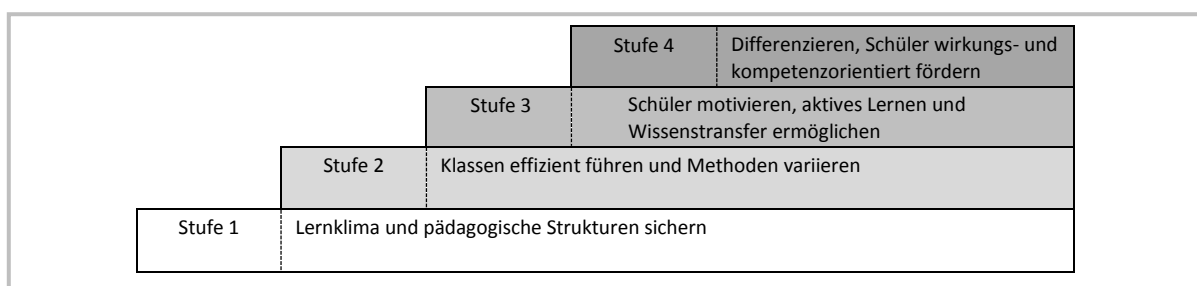 Stufe 4 Differenzieren, Schüler wirkungs- und
kompetenzorientiert fördern
Stufe 3 Schüler motivieren, aktives Lernen und
Wissenstransfer ermöglichen
Stufe 2 Klassen effizient führen und Methoden variieren
Stufe 1 Lernklima und pädagogische Strukturen sichern